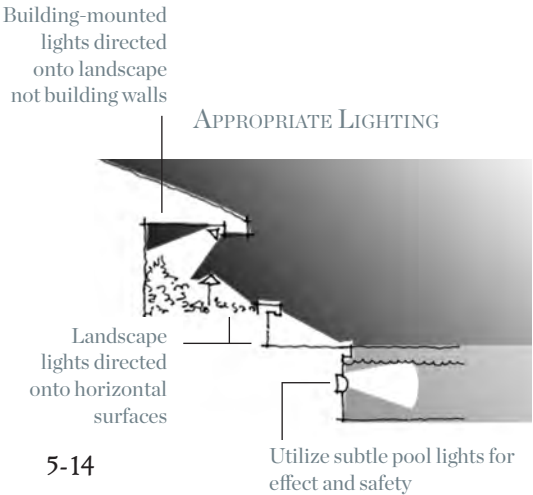 Building-mounted
lights directed
onto landscape
not building walls
APPROPRIATE LIGHTING
Landscape
lights directed
onto horizontal
surfaces
Utilize subtle pool lights for
effect and safety
5-14